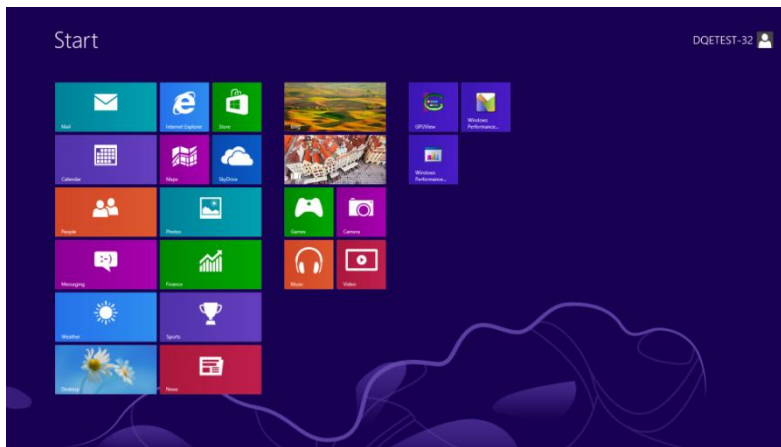 Start
DQETEST-32
Mail
Internet Explorer
Store
Calendar
Maps
SkyDrive
People
Photos
Messaging
Finance
Weather
Sports
Desktop
News
Bing
Games
Camera
Music
Video
GPUView
Windows
Performance...
Windows
Performance...